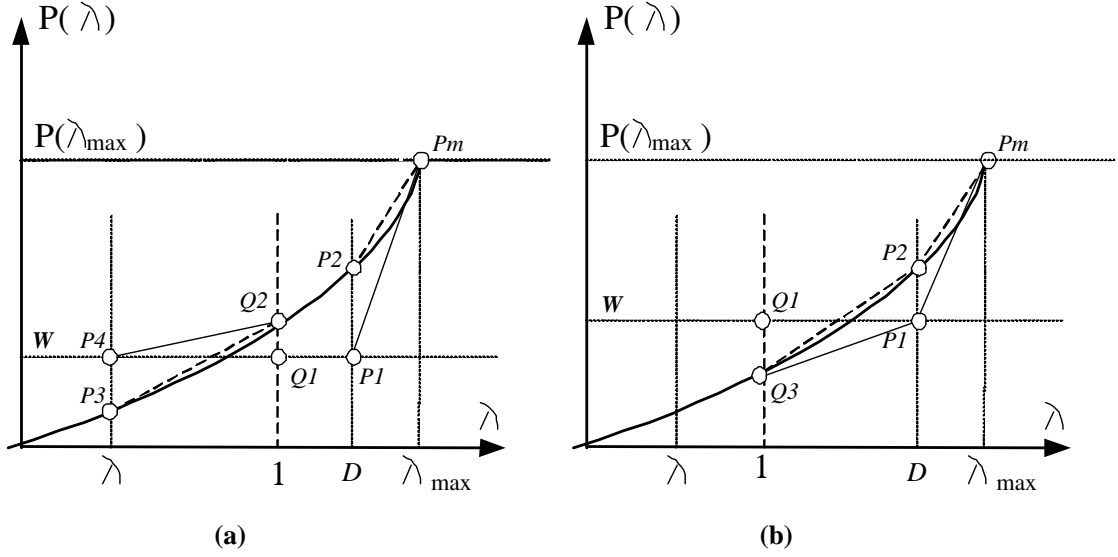 P(λ) P(λ)
P(λmax) P(λmax)
Pm Pm
P2 P2
Q2 Q1
W W
P4 P1
Q1 P1
P3 Q3
λ λ
λ 1 D λ max λ 1 D λ max
(a) (b)